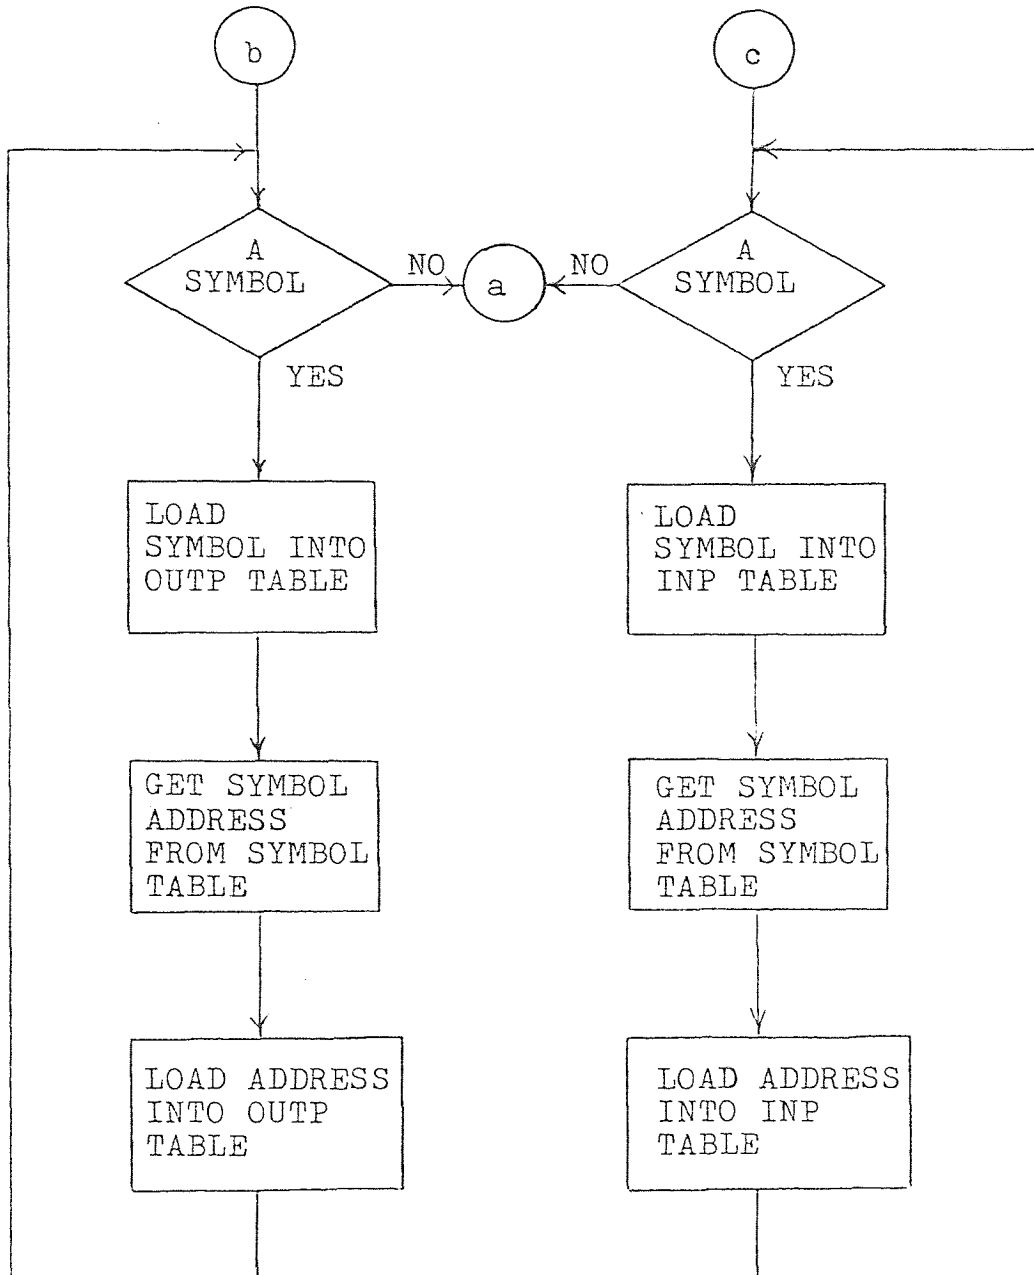 b
A
SYMBOL
NO
YES
LOAD
SYMBOL INTO
OUTP TABLE
GET SYMBOL
ADDRESS
FROM SYMBOL
TABLE
LOAD ADDRESS
INTO OUTP
TABLE
a
c
A
SYMBOL
NO
YES
LOAD
SYMBOL INTO
INP TABLE
GET SYMBOL
ADDRESS
FROM SYMBOL
TABLE
LOAD ADDRESS
INTO INP
TABLE